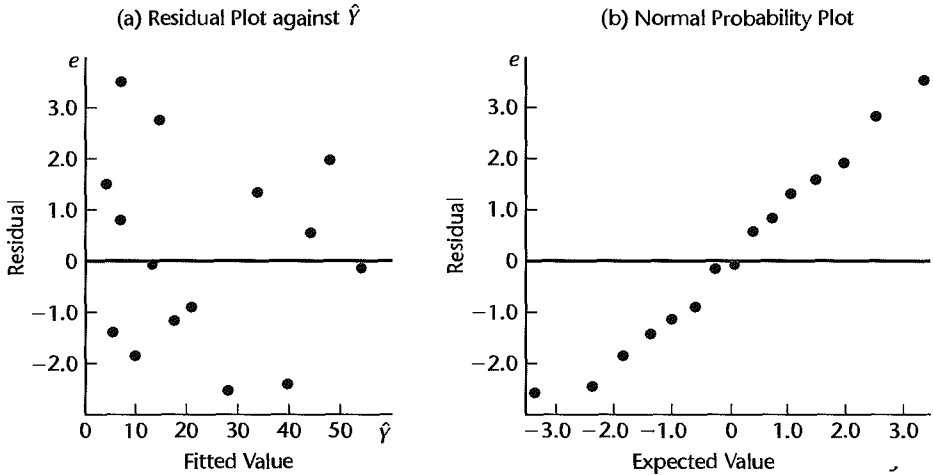 (a) Residual Plot against Ŷ
e
3.0
2.0
1.0
0
−1.0
−2.0
Residual
0 10 20 30 40 50 Ŷ
Fitted Value
(b) Normal Probability Plot
e
3.0
2.0
1.0
0
−1.0
−2.0
Residual
−3.0 −2.0 −1.0 0 1.0 2.0 3.0
Expected Value